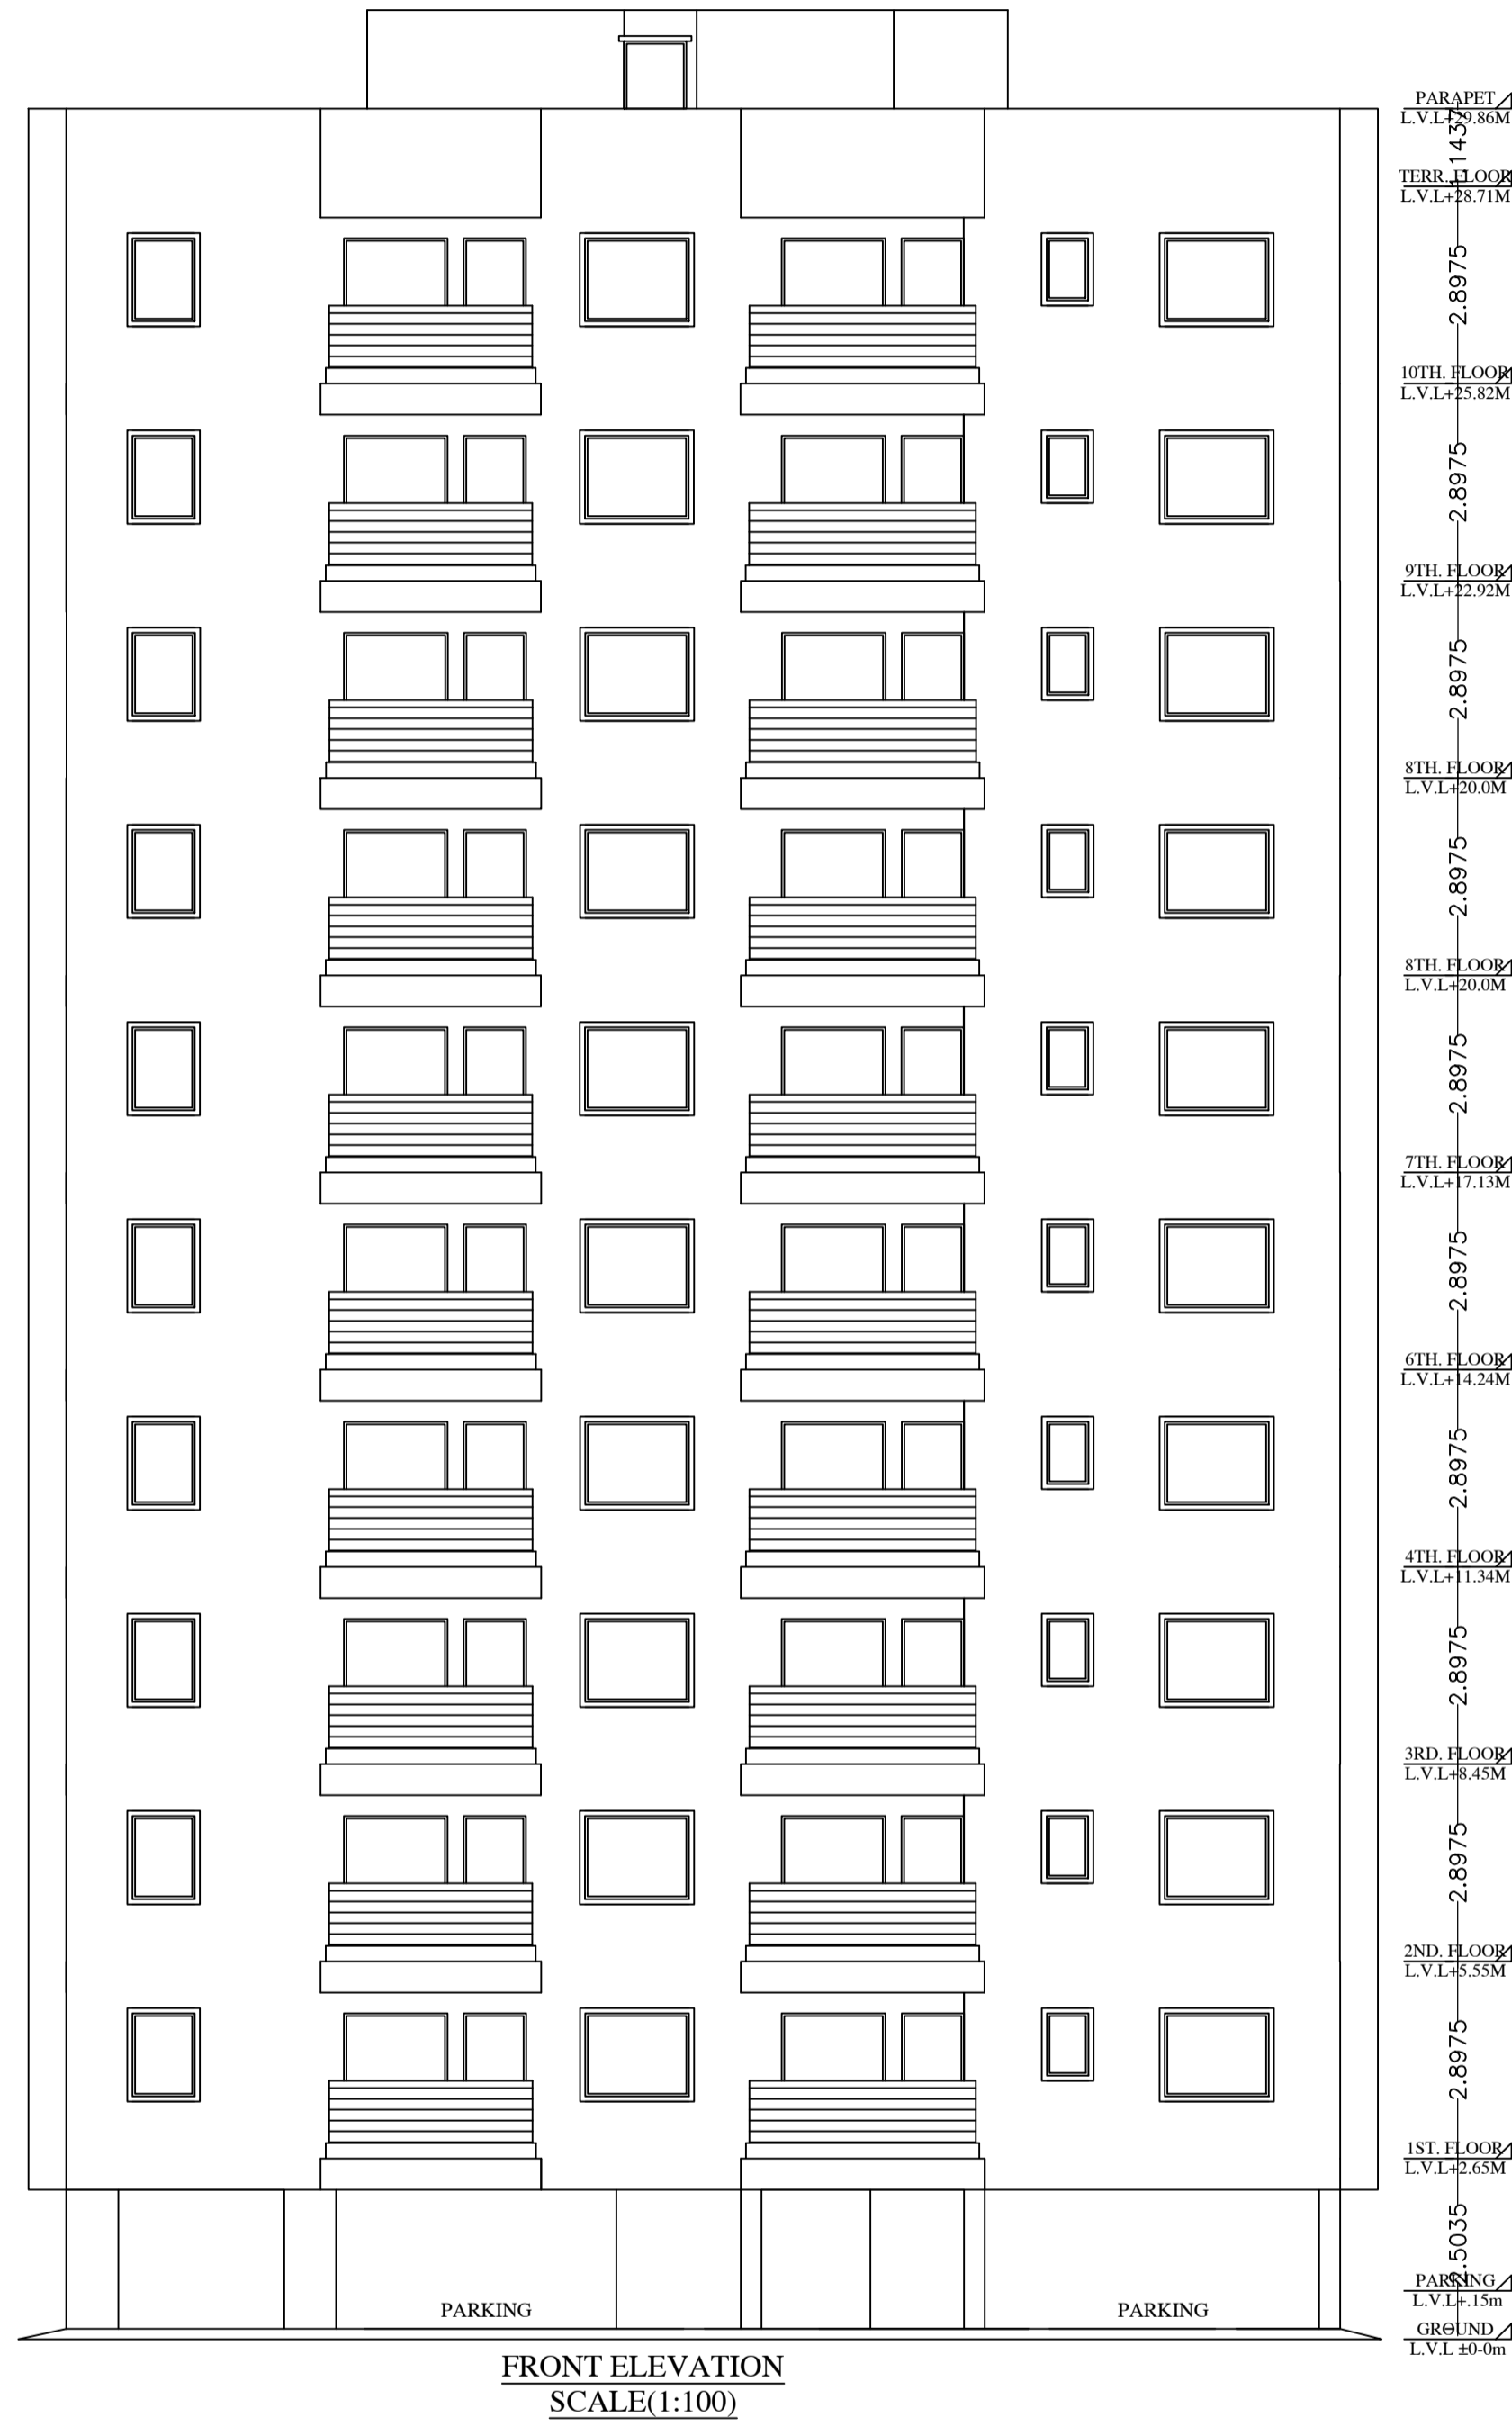 PARAPET
L.V.L+29.86M
1.1437
TERR. FLOOR
L.V.L+28.71M
2.8975
10TH. FLOOR
L.V.L+25.82M
2.8975
9TH. FLOOR
L.V.L+22.92M
2.8975
8TH. FLOOR
L.V.L+20.0M
2.8975
8TH. FLOOR
L.V.L+20.0M
2.8975
7TH. FLOOR
L.V.L+17.13M
2.8975
6TH. FLOOR
L.V.L+14.24M
2.8975
4TH. FLOOR
L.V.L+11.34M
2.8975
3RD. FLOOR
L.V.L+8.45M
2.8975
2ND. FLOOR
L.V.L+5.55M
2.8975
1ST. FLOOR
L.V.L+2.65M
2.5035
PARKING
L.V.L+.15m
PARKING
PARKING
GROUND
L.V.L ±0-0m
FRONT ELEVATION
SCALE(1:100)